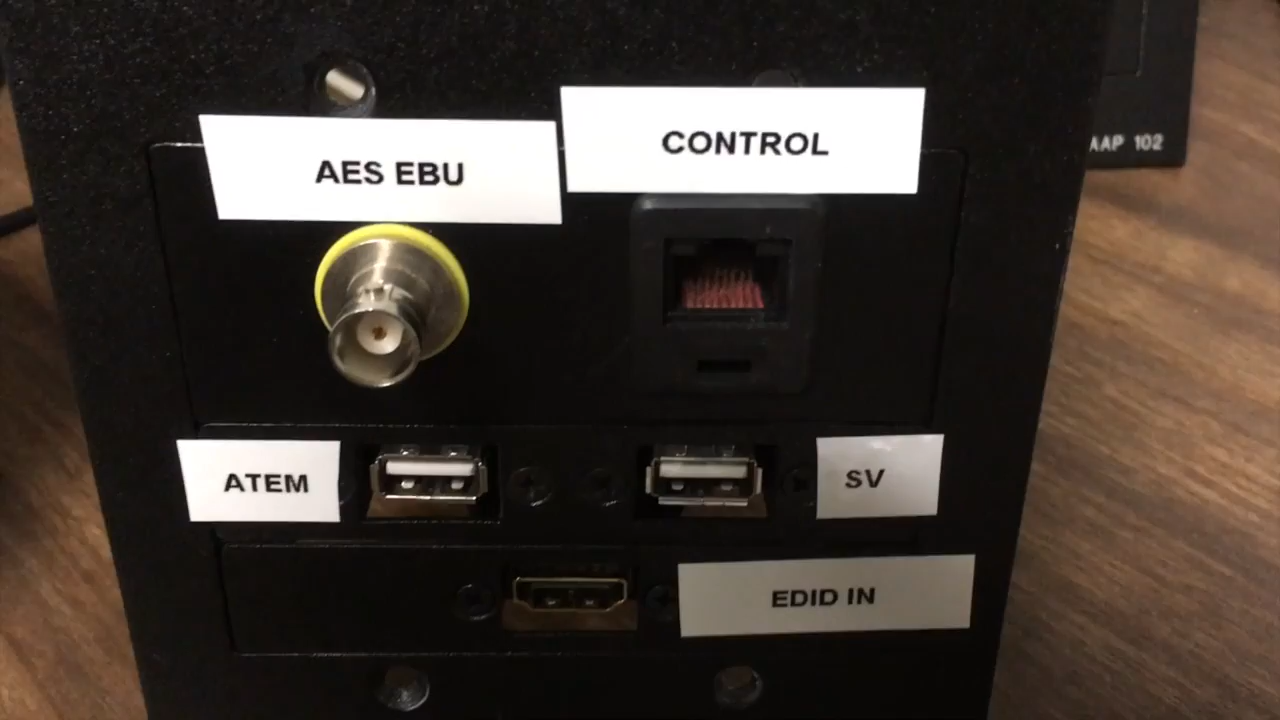 AES EBU
CONTROL
AAP 102
ATEM
SV
EDID IN